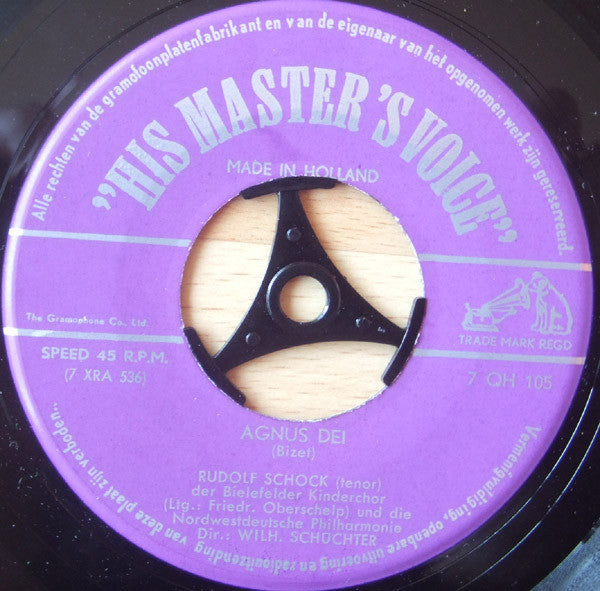 Alle rechten van de gramofoonplatenfabrikant en van de eigenaar van het opgenomen werk zijn gereserveerd.
"HIS MASTER'S VOICE"
MADE IN HOLLAND
The Gramophone Co., Ltd.
TRADE MARK REGD
SPEED 45 R.P.M.
(7 XRA 536)
7 QH 105
AGNUS DEI
(Bizet)
RUDOLF SCHOCK (tenor)
der Bielefelder Kinderchor
(Ltg.: Friedr. Oberschelp) und die
Nordwestdeutsche Philharmonie
Dir.: WILH. SCHÜCHTER
Vermenigvuldiging, openbare uitvoering en radiouitzending van deze plaat zijn verboden...